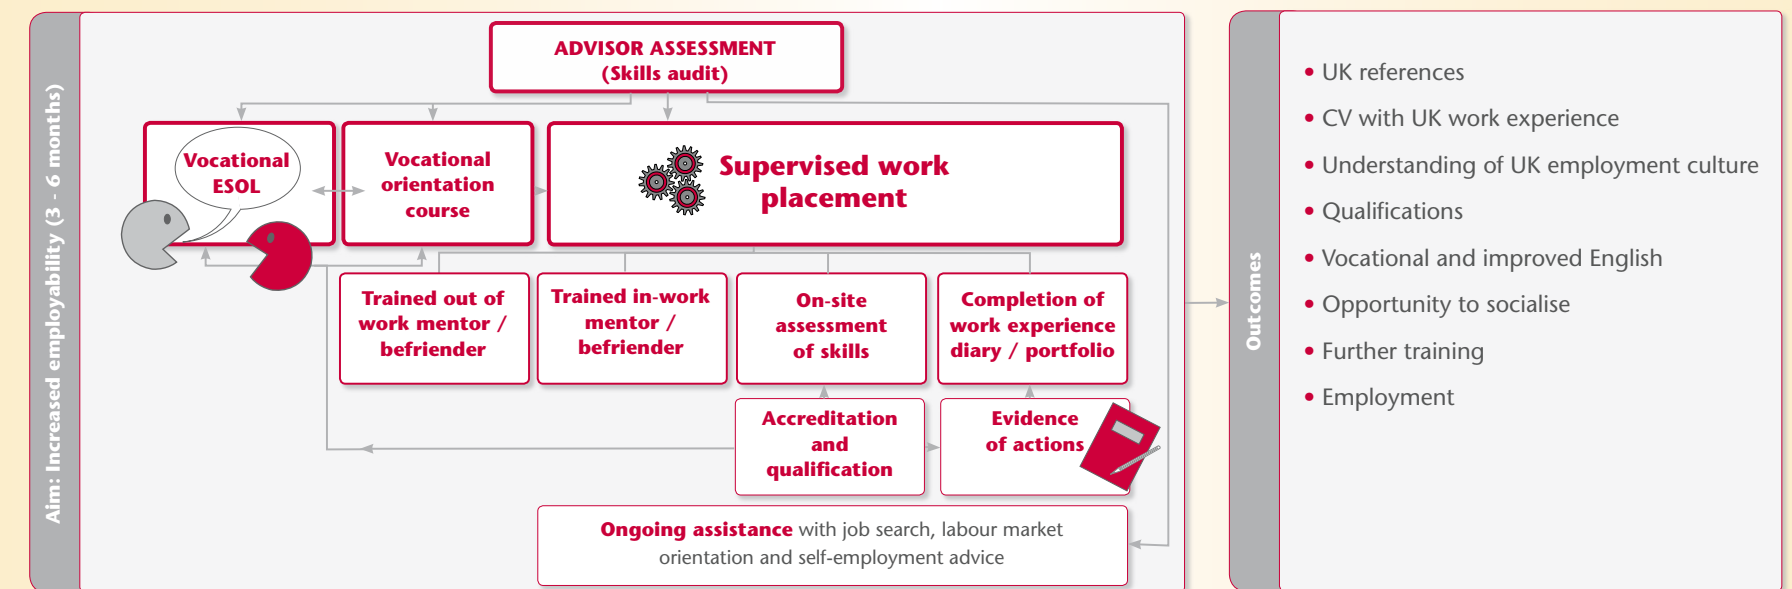 Aim: Increased employability (3 - 6 months)
ADVISOR ASSESSMENT
(Skills audit)
Vocational
ESOL
Vocational
orientation
course
Supervised work
placement
Trained out of
work mentor /
befriender
Trained in-work
mentor /
befriender
On-site
assessment
of skills
Completion of
work experience
diary / portfolio
Accreditation
and
qualification
Evidence
of actions
Ongoing assistance with job search, labour market
orientation and self-employment advice
Outcomes
• UK references
• CV with UK work experience
• Understanding of UK employment culture
• Qualifications
• Vocational and improved English
• Opportunity to socialise
• Further training
• Employment